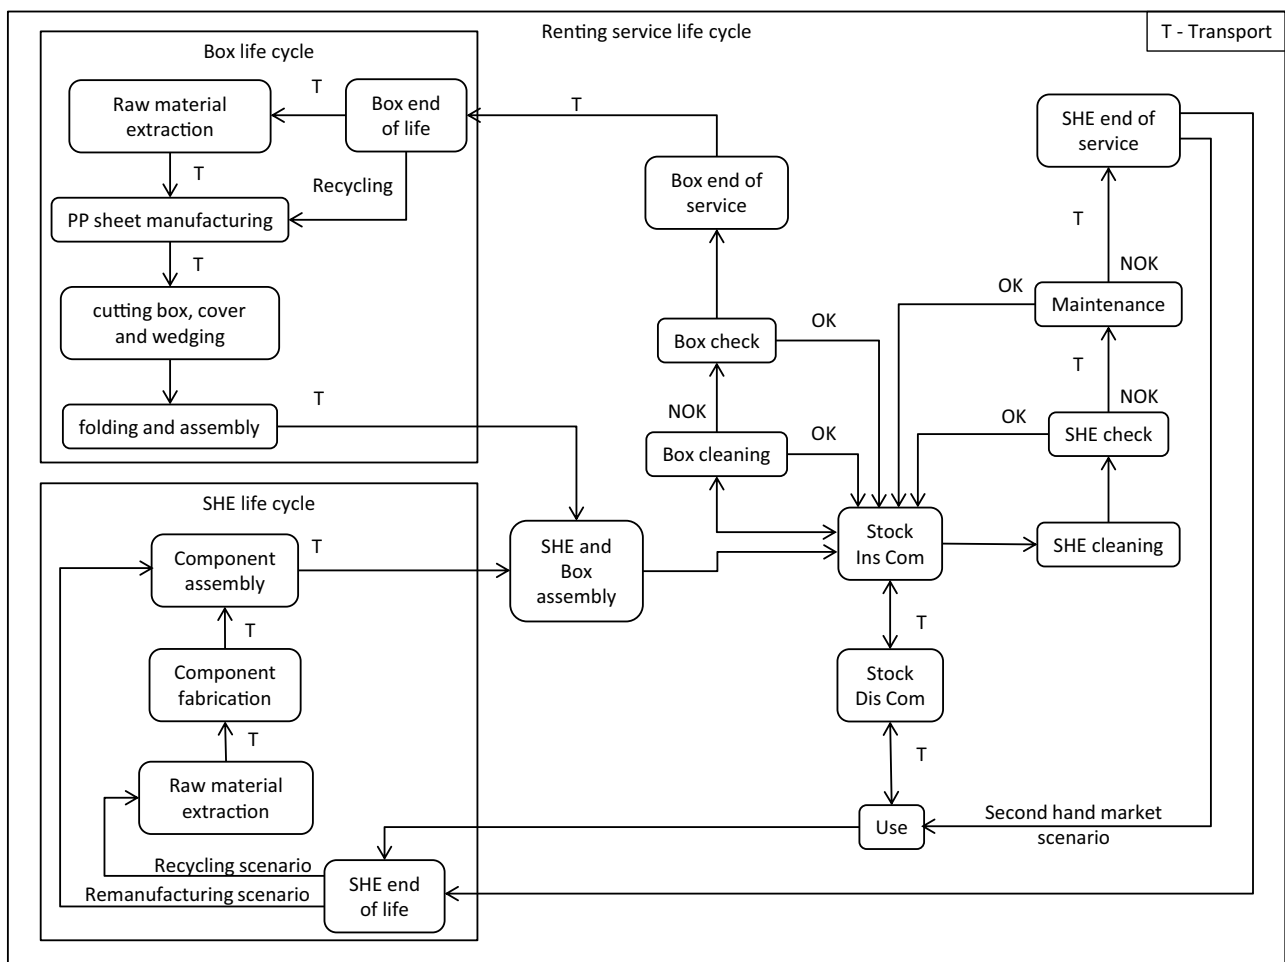 Renting service life cycle
T - Transport
Box life cycle
T
Raw material
extraction
Box end
of life
T
T
Recycling
PP sheet manufacturing
T
cutting box, cover
and wedging
T
folding and assembly
Box end of
service
Box check
OK
NOK
Box cleaning
OK
SHE end of
service
T
NOK
OK
Maintenance
T
NOK
OK
SHE check
SHE cleaning
Stock
Ins Com
T
Stock
Dis Com
T
Use
Second hand market
scenario
SHE and
Box
assembly
SHE life cycle
Component
assembly
T
T
Component
fabrication
T
Raw material
extraction
Recycling scenario
Remanufacturing scenario
SHE end
of life